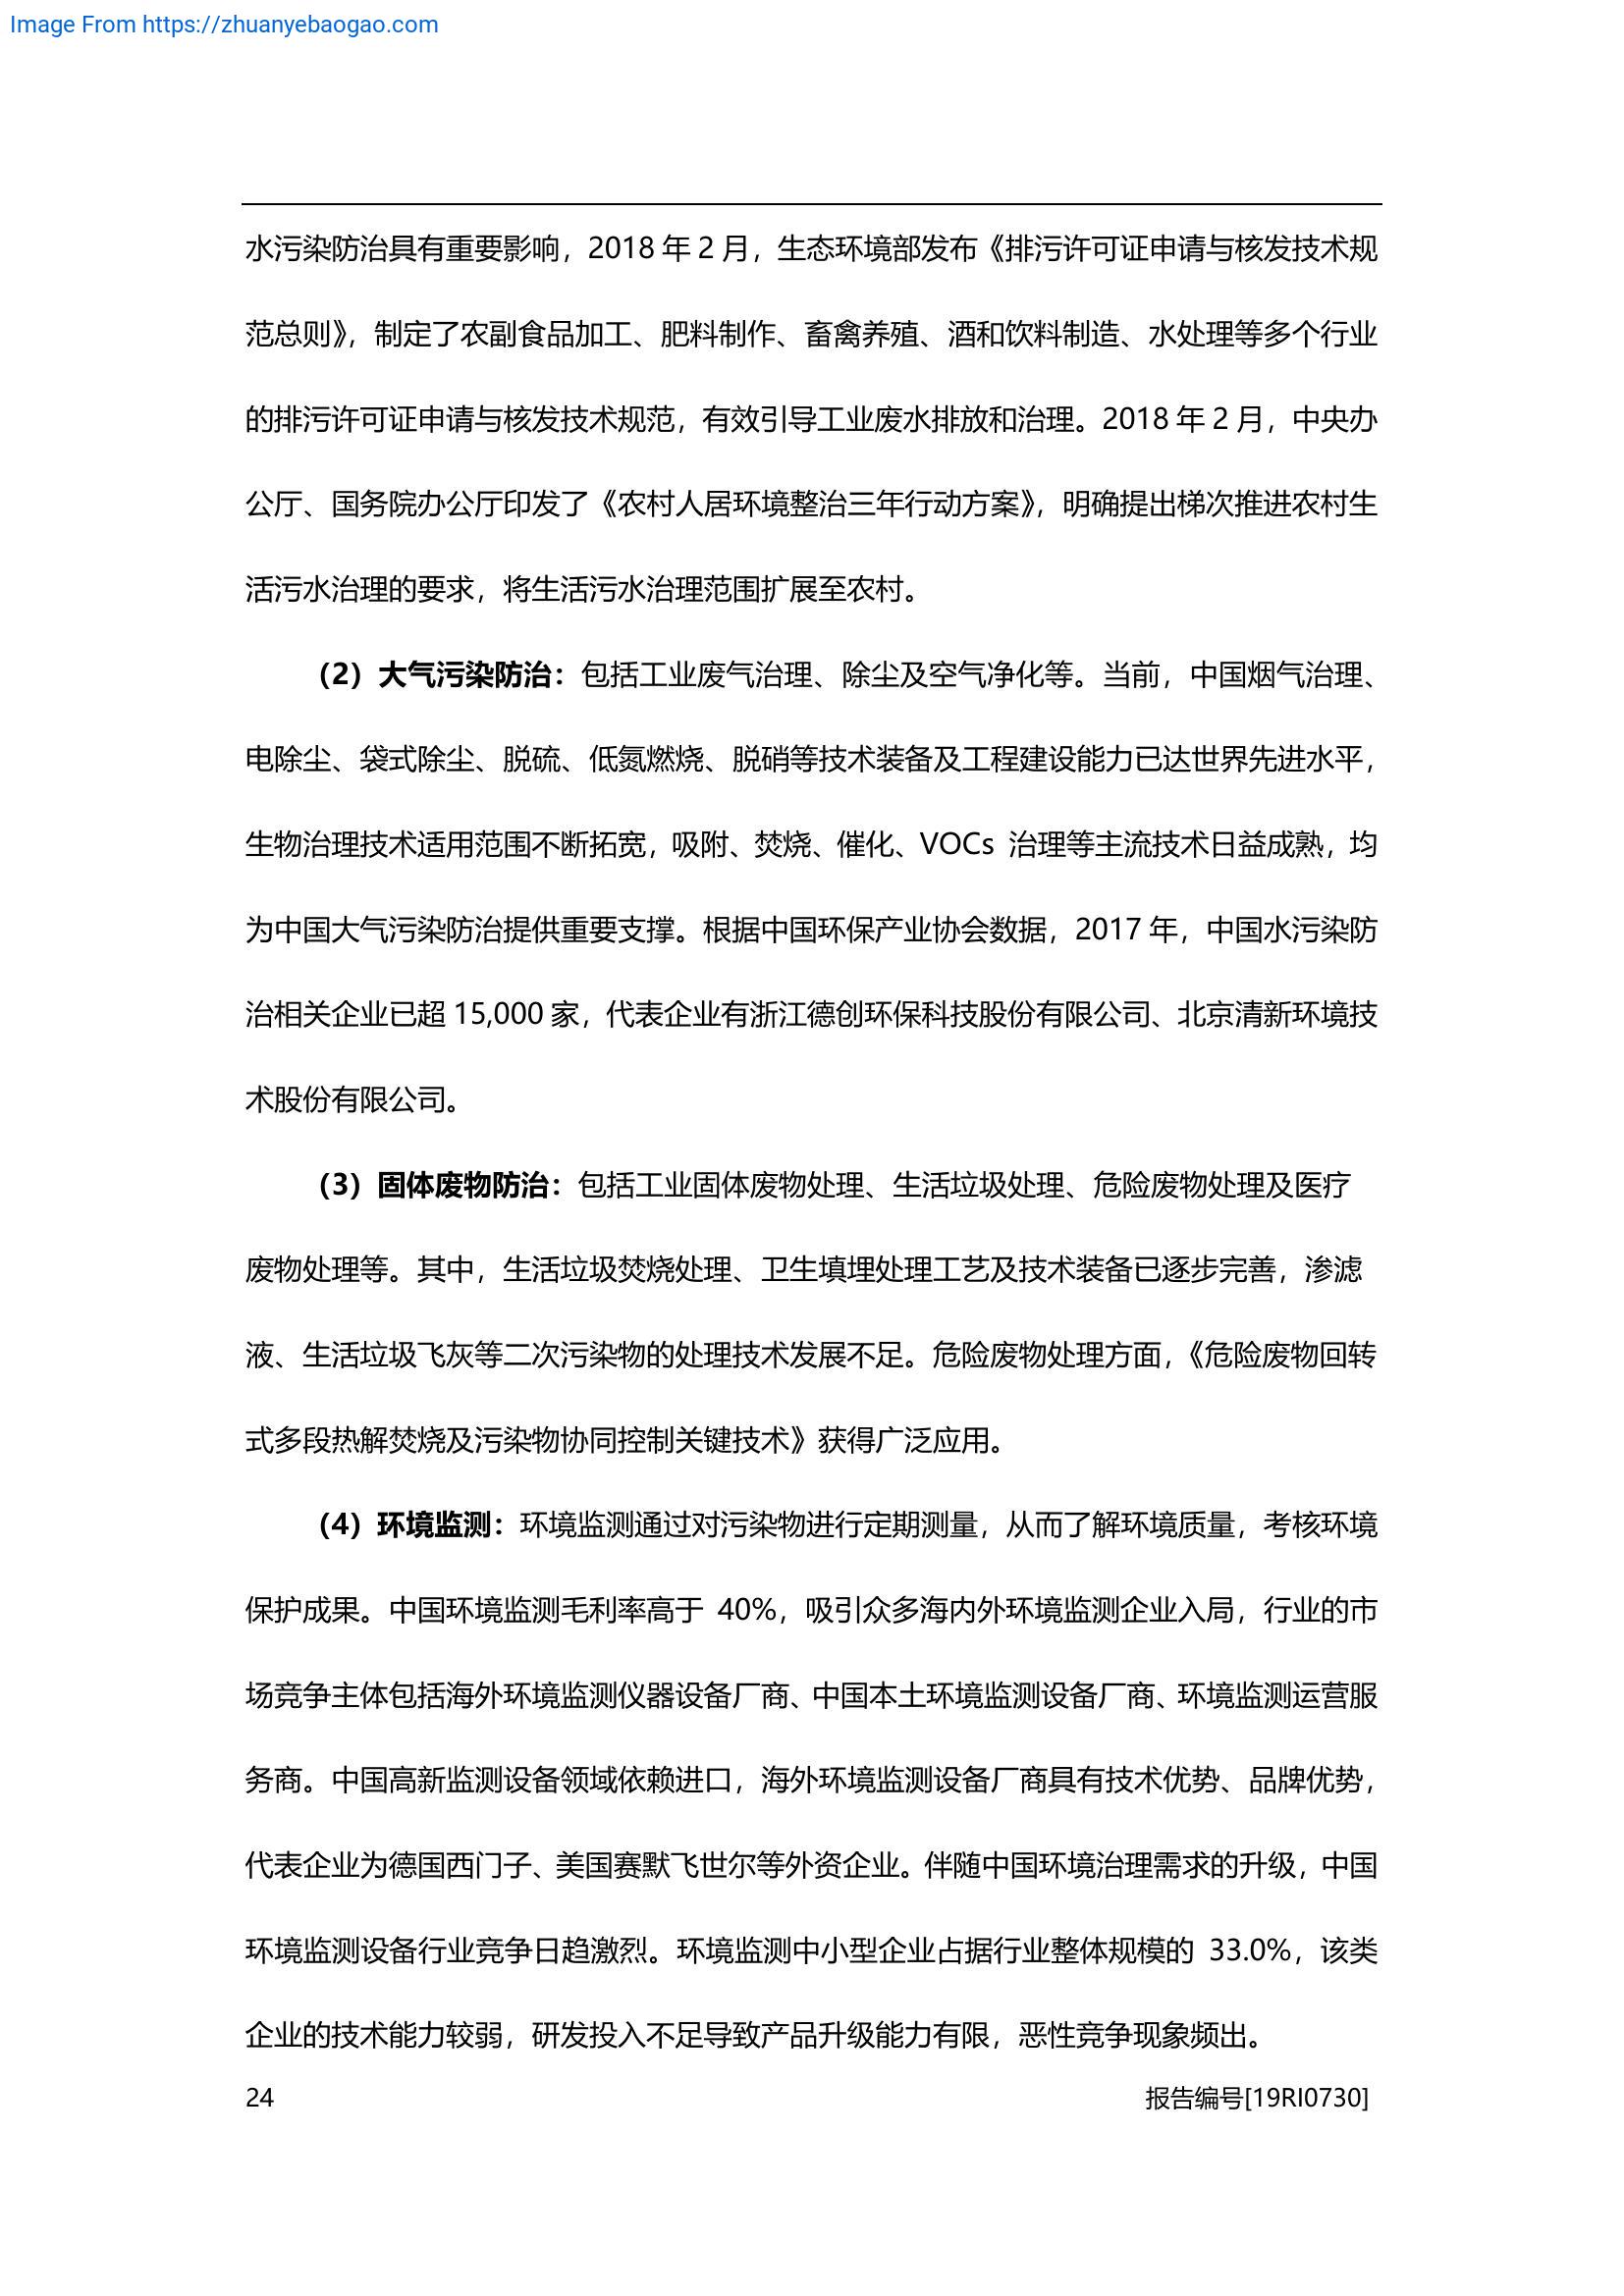 Image From https://zhuanyebaogao.com
水污染防治具有重要影响，2018 年 2 月，生态环境部发布《排污许可证申请与核发技术规
范总则》，制定了农副食品加工、肥料制作、畜禽养殖、酒和饮料制造、水处理等多个行业
的排污许可证申请与核发技术规范，有效引导工业废水排放和治理。2018 年 2 月，中央办
公厅、国务院办公厅印发了《农村人居环境整治三年行动方案》，明确提出梯次推进农村生
活污水治理的要求，将生活污水治理范围扩展至农村。
（2）大气污染防治：包括工业废气治理、除尘及空气净化等。当前，中国烟气治理、
电除尘、袋式除尘、脱硫、低氮燃烧、脱硝等技术装备及工程建设能力已达世界先进水平，
生物治理技术适用范围不断拓宽，吸附、焚烧、催化、VOCs 治理等主流技术日益成熟，均
为中国大气污染防治提供重要支撑。根据中国环保产业协会数据，2017 年，中国水污染防
治相关企业已超 15,000 家，代表企业有浙江德创环保科技股份有限公司、北京清新环境技
术股份有限公司。
（3）固体废物防治：包括工业固体废物处理、生活垃圾处理、危险废物处理及医疗
废物处理等。其中，生活垃圾焚烧处理、卫生填埋处理工艺及技术装备已逐步完善，渗滤
液、生活垃圾飞灰等二次污染物的处理技术发展不足。危险废物处理方面，《危险废物回转
式多段热解焚烧及污染物协同控制关键技术》获得广泛应用。
（4）环境监测：环境监测通过对污染物进行定期测量，从而了解环境质量，考核环境
保护成果。中国环境监测毛利率高于 40%，吸引众多海内外环境监测企业入局，行业的市
场竞争主体包括海外环境监测仪器设备厂商、中国本土环境监测设备厂商、环境监测运营服
务商。中国高新监测设备领域依赖进口，海外环境监测设备厂商具有技术优势、品牌优势，
代表企业为德国西门子、美国赛默飞世尔等外资企业。伴随中国环境治理需求的升级，中国
环境监测设备行业竞争日趋激烈。环境监测中小型企业占据行业整体规模的 33.0%，该类
企业的技术能力较弱，研发投入不足导致产品升级能力有限，恶性竞争现象频出。
24 报告编号[19RI0730]